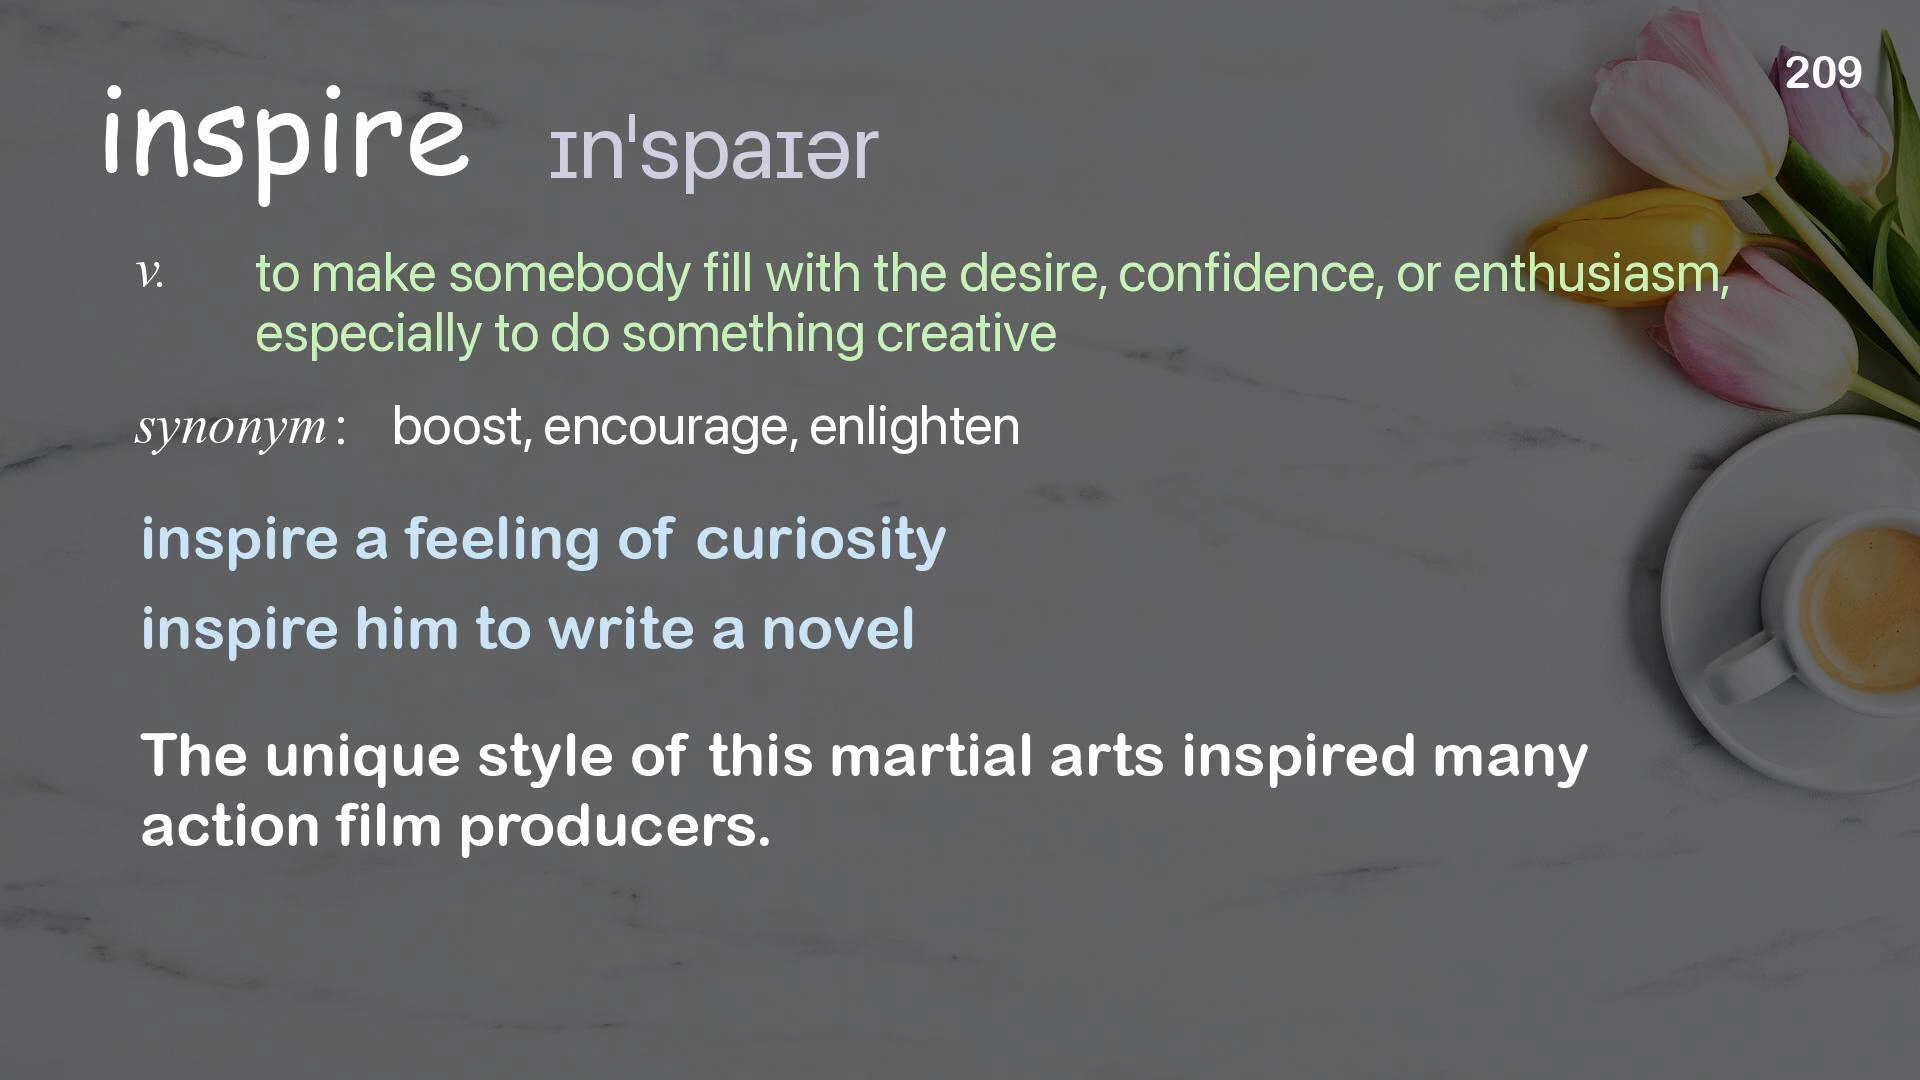 209
inspire ɪnˈspaɪər
v. to make somebody fill with the desire, confidence, or enthusiasm,
especially to do something creative
synonym: boost, encourage, enlighten
inspire a feeling of curiosity
inspire him to write a novel
The unique style of this martial arts inspired many
action film producers.